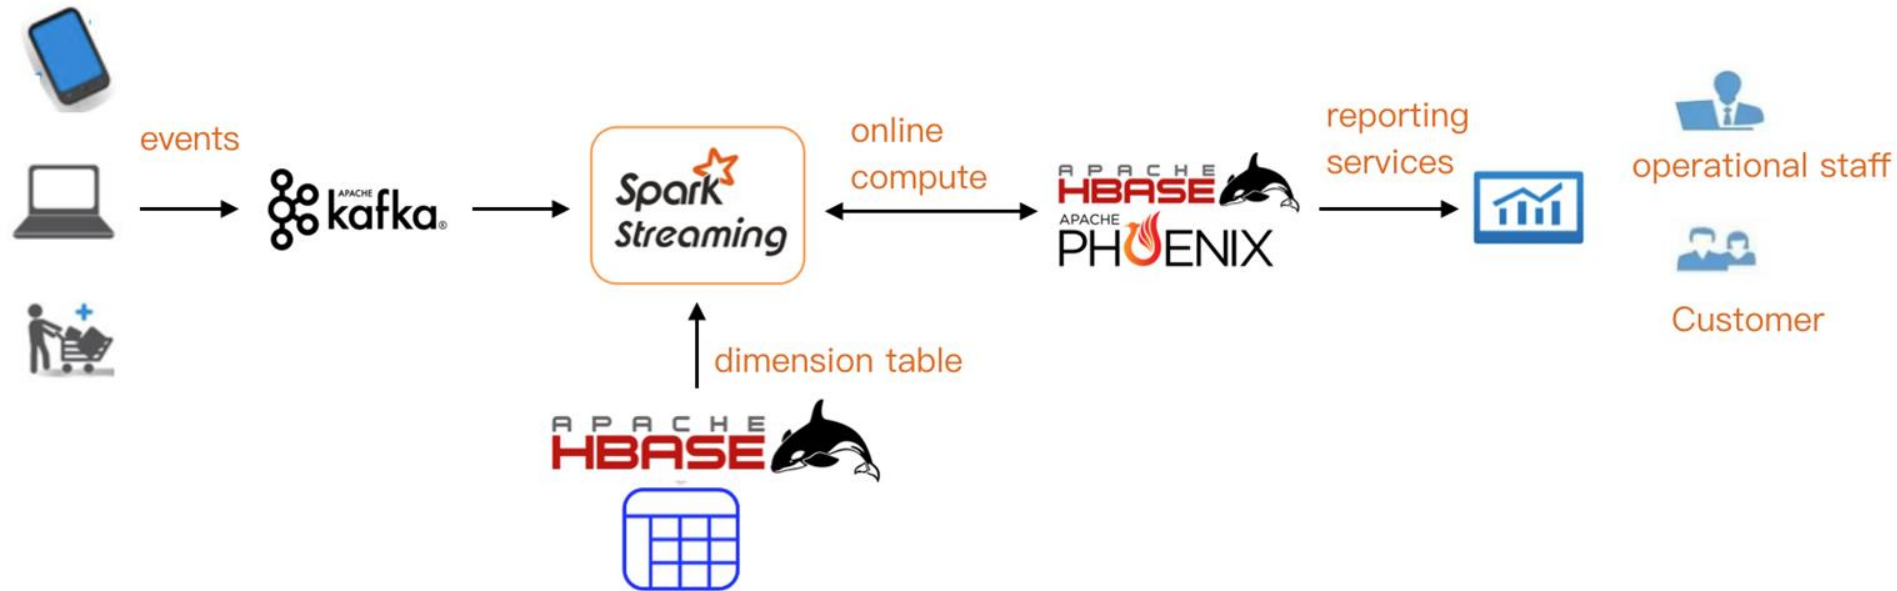 events
APACHE
kafka®
Spark
Streaming
online
compute
APACHE
HBASE
APACHE
PHOENIX
reporting
services
operational staff
Customer
dimension table
APACHE
HBASE